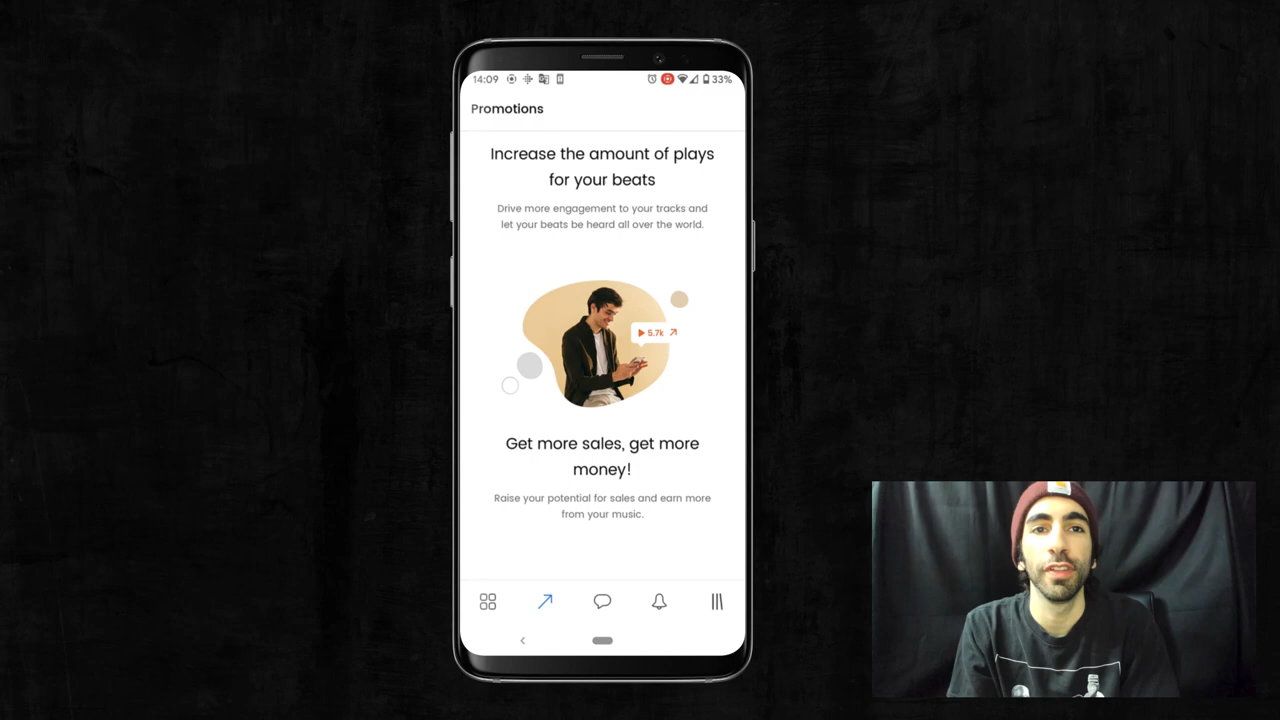 14:09
33%
Promotions
Increase the amount of plays
for your beats
Drive more engagement to your tracks and
let your beats be heard all over the world.
5.7k
Get more sales, get more
money!
Raise your potential for sales and earn more
from your music.